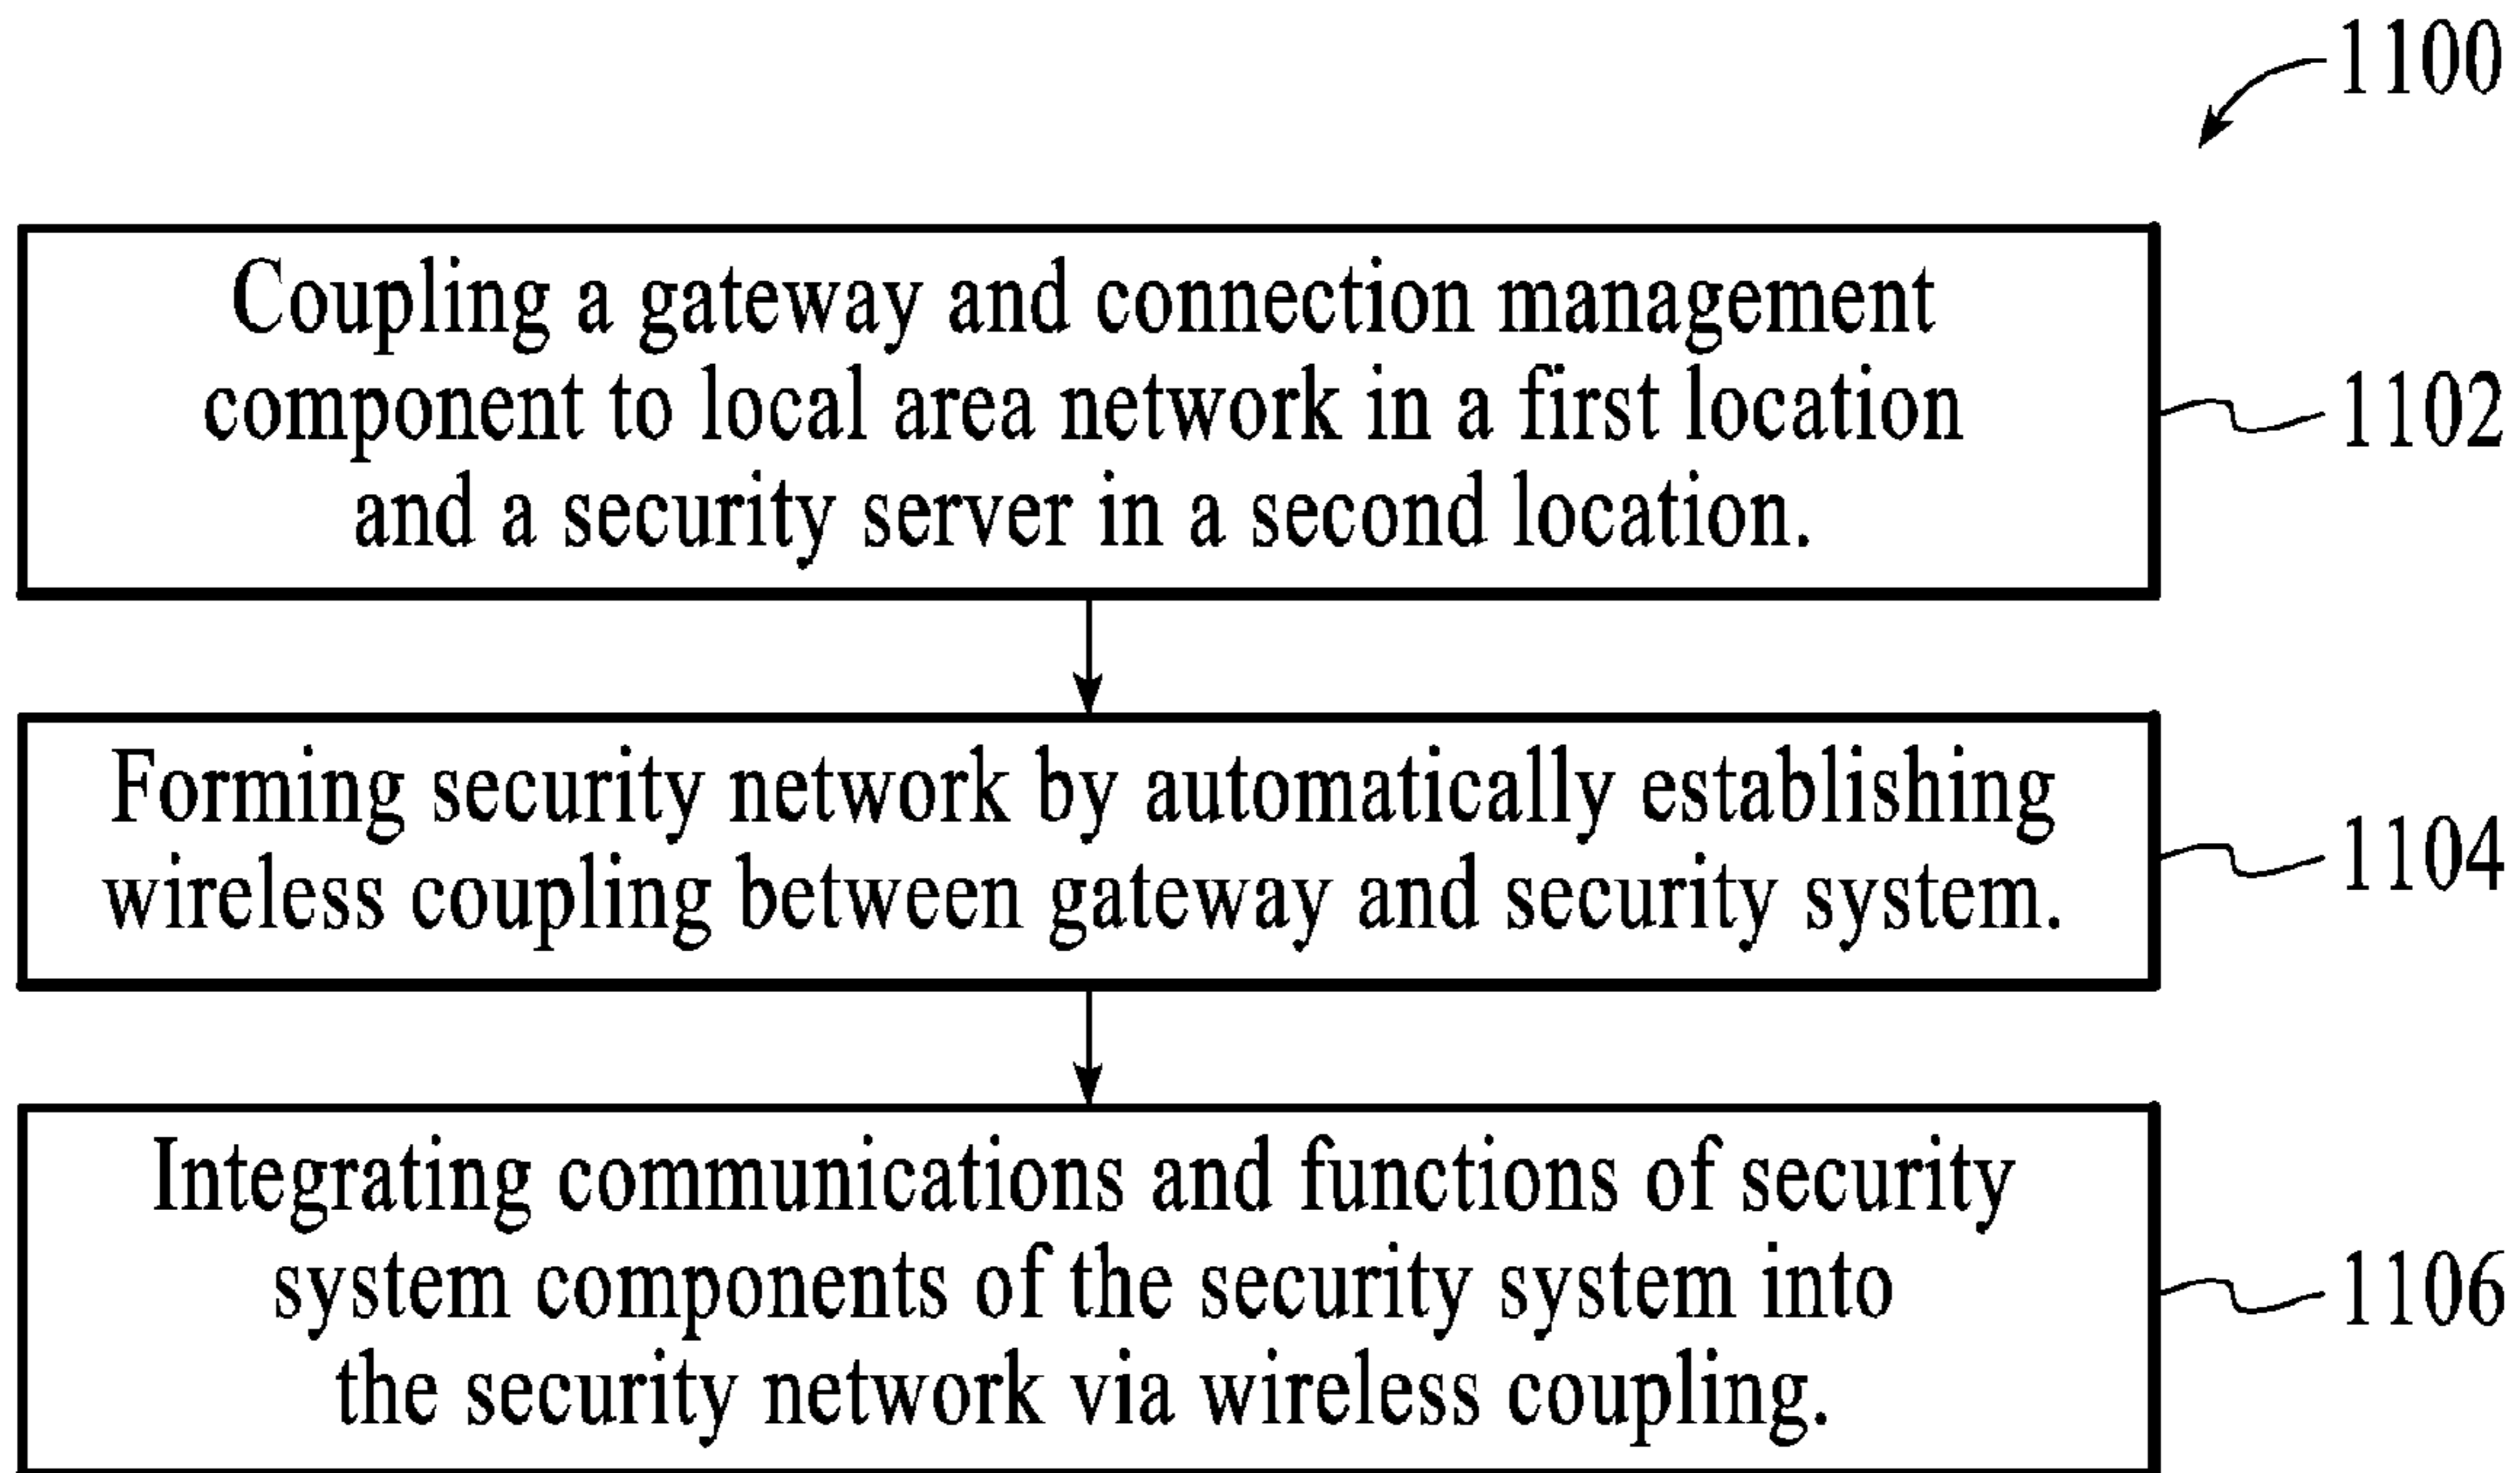 1100
Coupling a gateway and connection management
component to local area network in a first location
and a security server in a second location.
1102
Forming security network by automatically establishing
wireless coupling between gateway and security system.
1104
Integrating communications and functions of security
system components of the security system into
the security network via wireless coupling.
1106